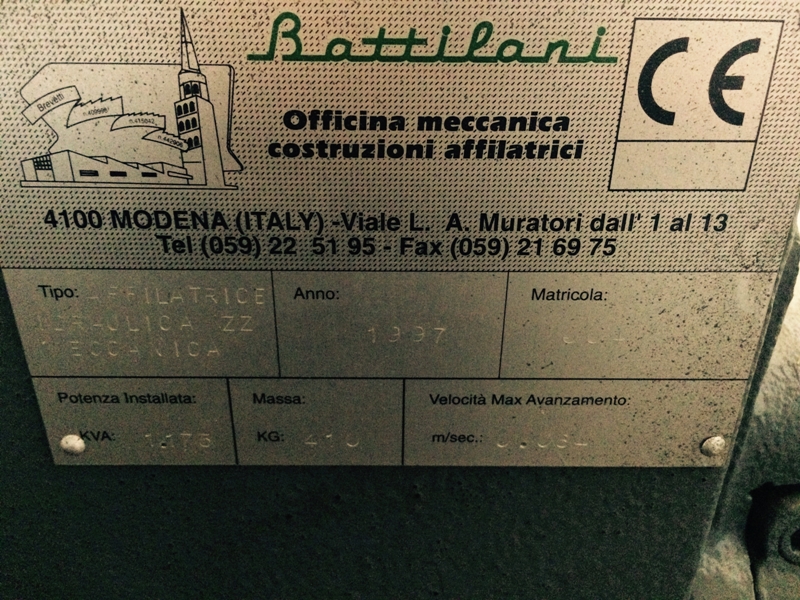 Battilani
CE
Brevetti
Officina meccanica
costruzioni affilatrici
4100 MODENA (ITALY) -Viale L. A. Muratori dall' 1 al 13
Tel (059) 22 51 95 - Fax (059) 21 69 75
Tipo: AFFILATRICE
IDRAULICA ZZ
MECCANICA
Anno:
1997
Matricola:
Potenza Installata:
KVA:
Massa:
KG: 410
Velocità Max Avanzamento:
m/sec.: